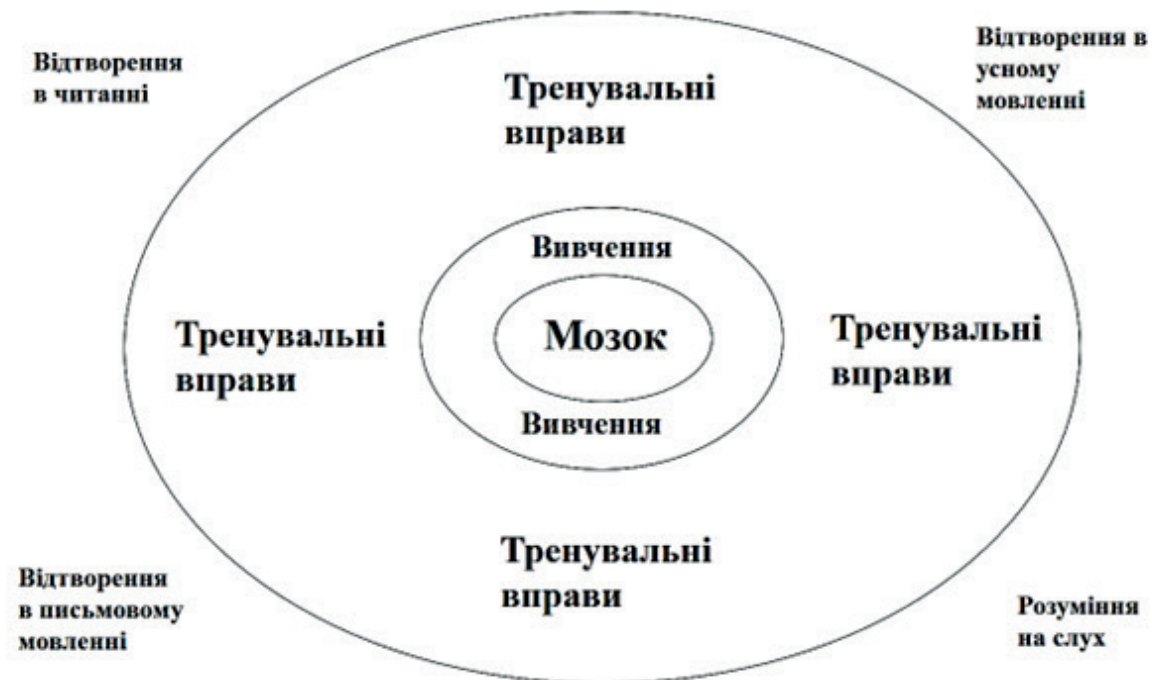 Відтворення
в читанні
Відтворення в
усному
мовленні
Тренувальні
вправи
Вивчення
Мозок
Вивчення
Тренувальні
вправи
Тренувальні
вправи
Тренувальні
вправи
Відтворення
в письмовому
мовленні
Розуміння
на слух